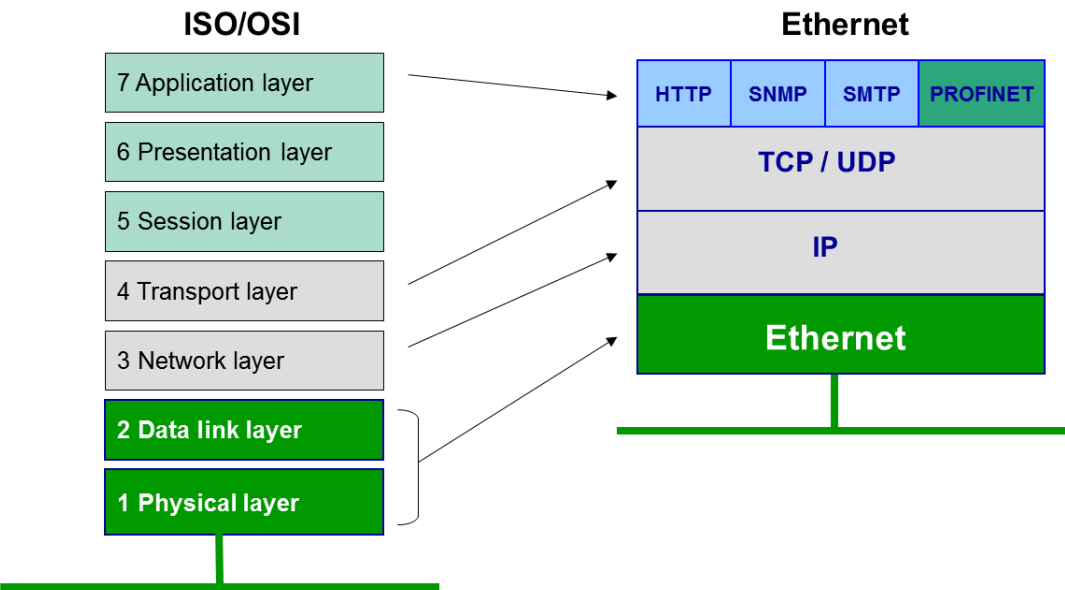 ISO/OSI
7 Application layer
6 Presentation layer
5 Session layer
4 Transport layer
3 Network layer
2 Data link layer
1 Physical layer
Ethernet
HTTP SNMP SMTP PROFINET
TCP / UDP
IP
Ethernet